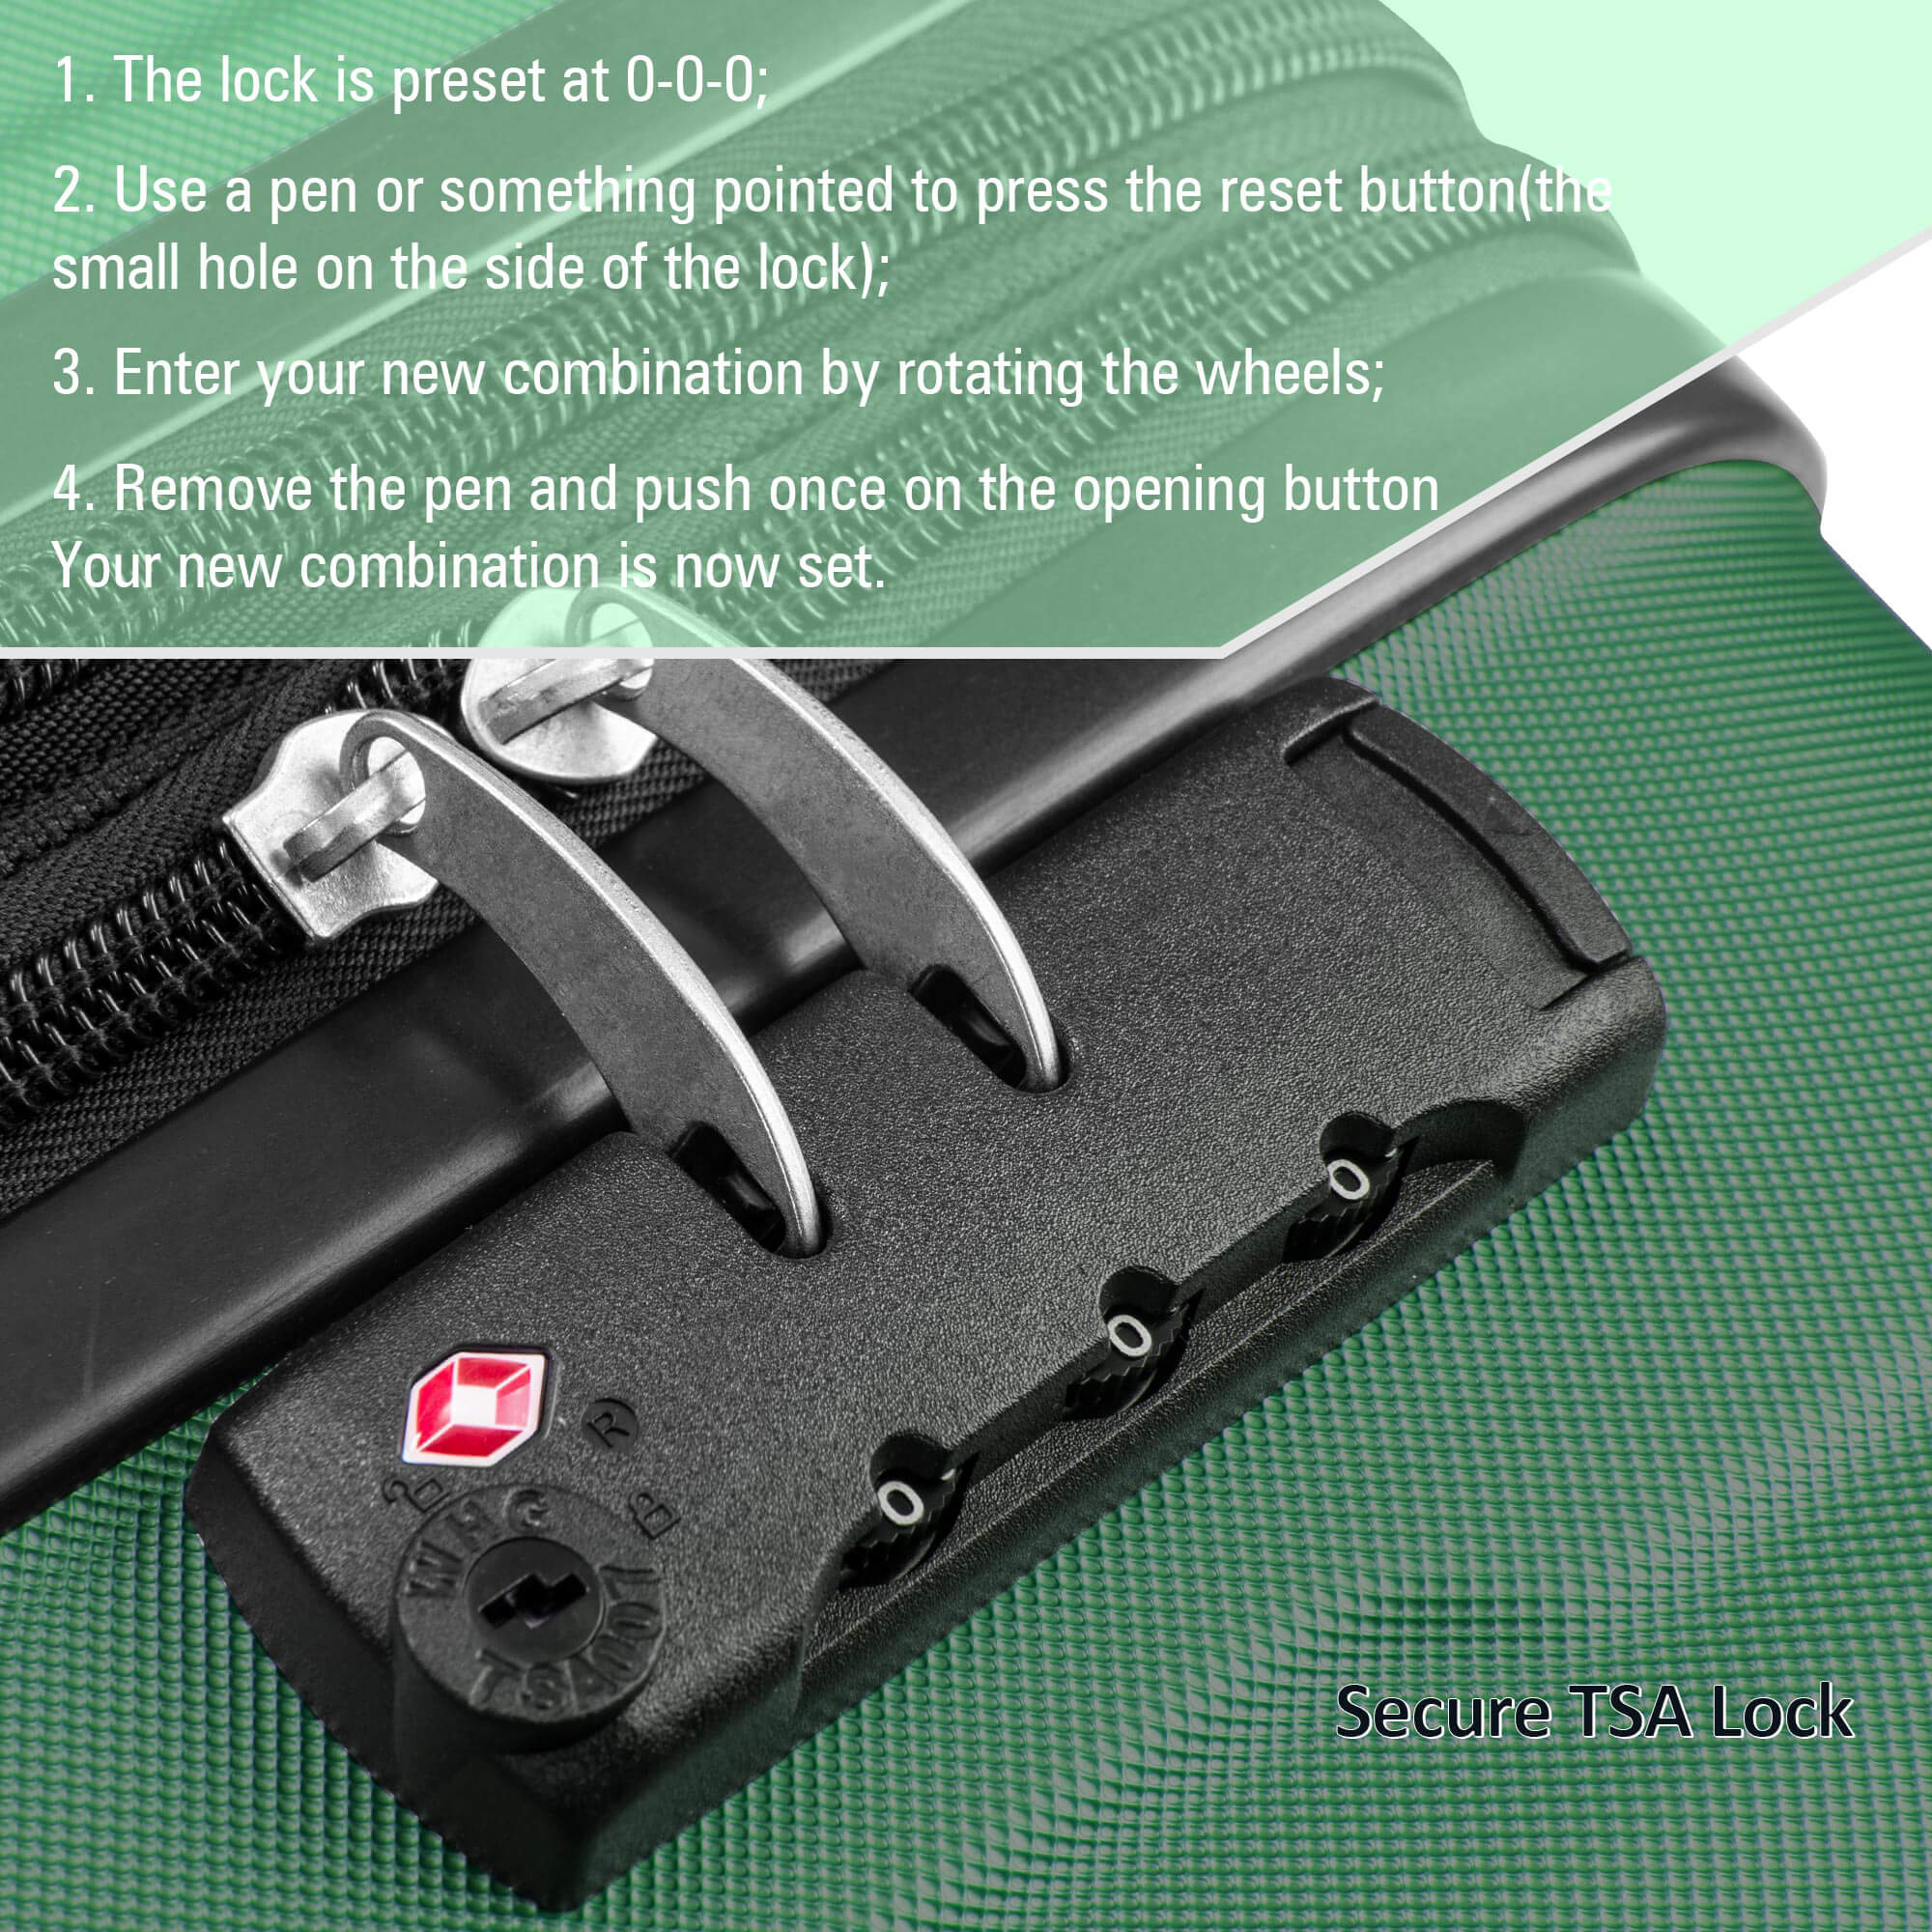 1. The lock is preset at 0-0-0;
2. Use a pen or something pointed to press the reset button(the
small hole on the side of the lock);
3. Enter your new combination by rotating the wheels;
4. Remove the pen and push once on the opening button
Your new combination is now set.
0
0
0
R
WHG
TSA007
Secure TSA Lock